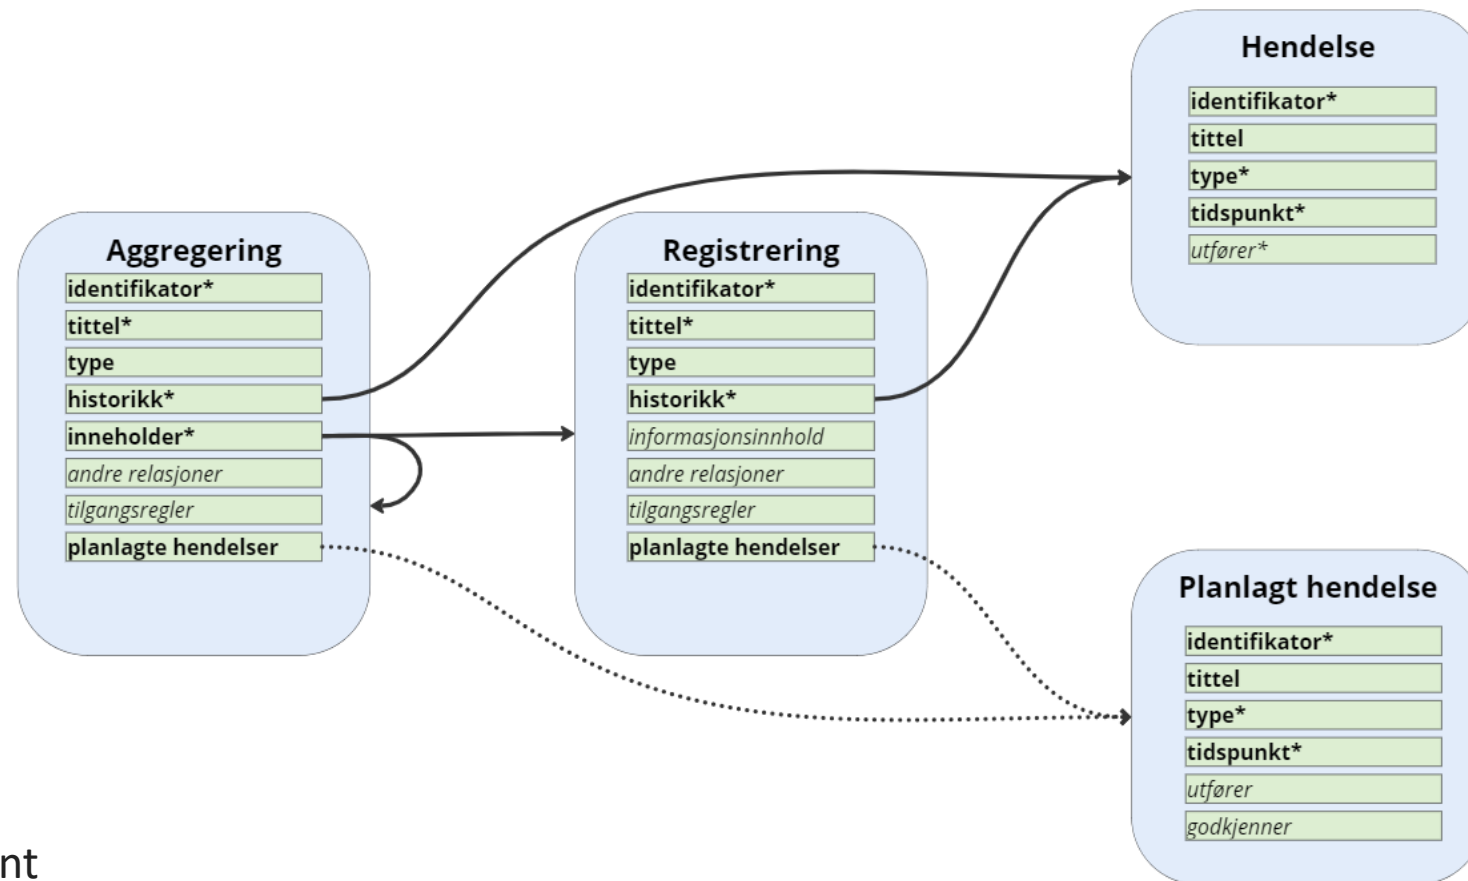 Hendelse
identifikator*
tittel
type*
tidspunkt*
utfører*
Aggregering
identifikator*
tittel*
type
historikk*
inneholder*
andre relasjoner
tilgangsregler
planlagte hendelser
Registrering
identifikator*
tittel*
type
historikk*
informasjonsinnhold
andre relasjoner
tilgangsregler
planlagte hendelser
Planlagt hendelse
identifikator*
tittel
type*
tidspunkt*
utfører
godkjenner
nt